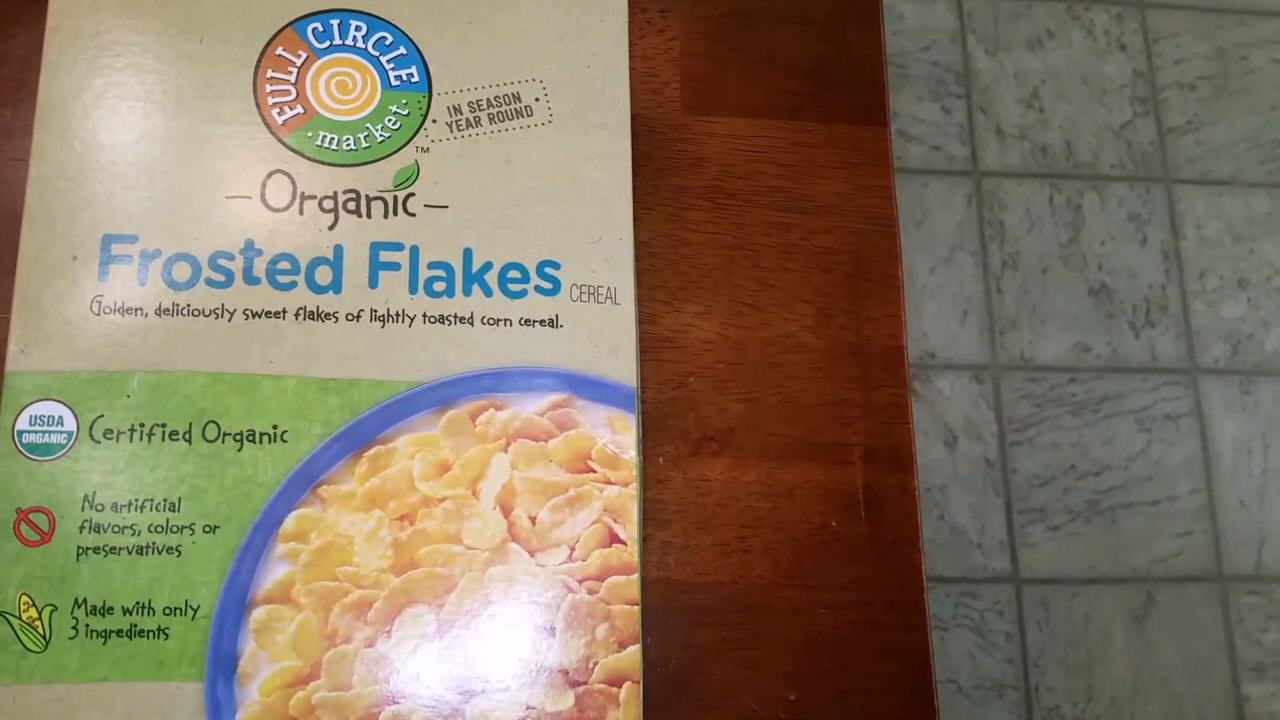 FULL CIRCLE
·market·
TM
IN SEASON
YEAR ROUND
–Organic–
Frosted Flakes
CEREAL
Golden, deliciously sweet flakes of lightly toasted corn cereal.
USDA
ORGANIC
Certified Organic
No artificial
flavors, colors or
preservatives
Made with only
3 ingredients